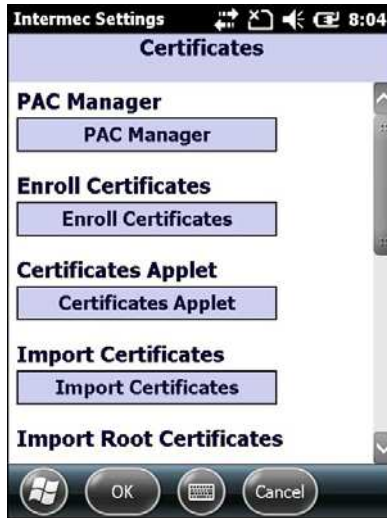 Intermec Settings 8:04
Certificates
PAC Manager
PAC Manager
Enroll Certificates
Enroll Certificates
Certificates Applet
Certificates Applet
Import Certificates
Import Certificates
Import Root Certificates
OK Cancel